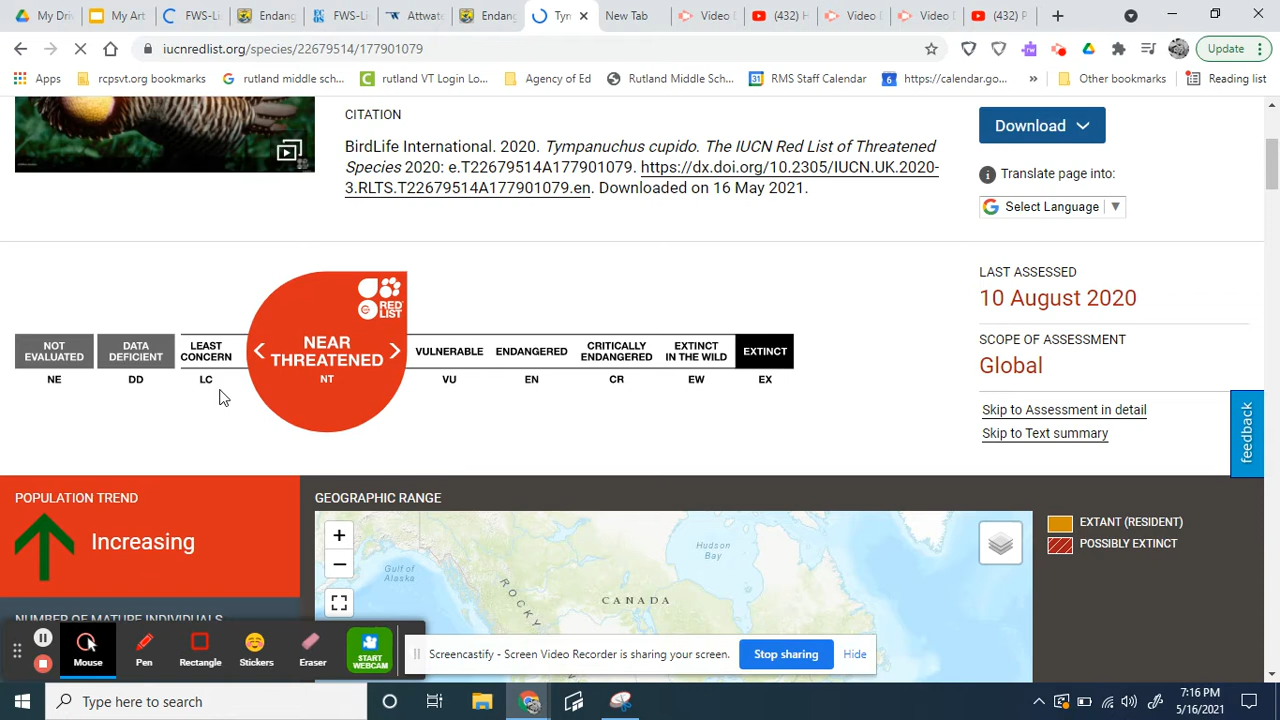 My Driv
My Art
FWS-Li
Endang
FWS-Li
Attwate
Endang
Tyn
New Tab
Video E
(432) H
Video E
Video D
(432) P
iucnredlist.org/species/22679514/177901079
Update
Apps
rcpsvt.org bookmarks
rutland middle sch...
rutland VT Login Lo...
Agency of Ed
Rutland Middle Sch...
RMS Staff Calendar
https://calendar.go...
»
Other bookmarks
Reading list
CITATION
BirdLife International. 2020. Tympanuchus cupido. The IUCN Red List of Threatened
Species 2020: e.T22679514A177901079. https://dx.doi.org/10.2305/IUCN.UK.2020-
3.RLTS.T22679514A177901079.en. Downloaded on 16 May 2021.
Download
Translate page into:
Select Language ▼
NOT
EVALUATED
NE
DATA
DEFICIENT
DD
LEAST
CONCERN
LC
RED
LIST
< NEAR
THREATENED >
NT
VULNERABLE
VU
ENDANGERED
EN
CRITICALLY
ENDANGERED
CR
EXTINCT
IN THE WILD
EW
EXTINCT
EX
LAST ASSESSED
10 August 2020
SCOPE OF ASSESSMENT
Global
Skip to Assessment in detail
Skip to Text summary
feedback
POPULATION TREND
Increasing
NUMBER OF MATURE INDIVIDUALS
GEOGRAPHIC RANGE
+
−
Gulf of
Alaska
Hudson
Bay
CANADA
ROCKY
EXTANT (RESIDENT)
POSSIBLY EXTINCT
Mouse
Pen
Rectangle
Stickers
Eraser
START
WEBCAM
Screencastify - Screen Video Recorder is sharing your screen.
Stop sharing
Hide
Type here to search
7:16 PM
5/16/2021